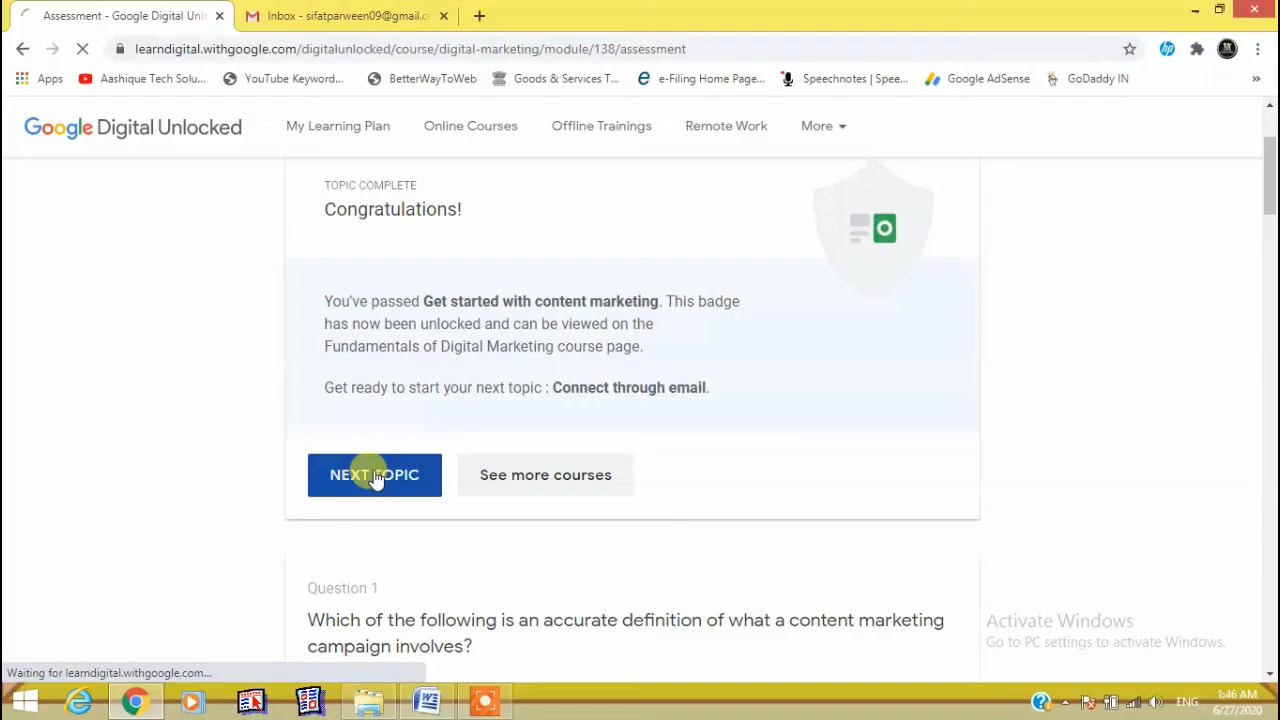 Assessment - Google Digital Unlo
Inbox - sifatparween09@gmail.c
learndigital.withgoogle.com/digitalunlocked/course/digital-marketing/module/138/assessment
Apps
Aashique Tech Solu...
YouTube Keyword...
BetterWayToWeb
Goods & Services T...
e-Filing Home Page...
Speechnotes | Spee...
Google AdSense
GoDaddy IN
»
Google Digital Unlocked
My Learning Plan
Online Courses
Offline Trainings
Remote Work
More
TOPIC COMPLETE
Congratulations!
You've passed Get started with content marketing. This badge
has now been unlocked and can be viewed on the
Fundamentals of Digital Marketing course page.
Get ready to start your next topic : Connect through email.
NEXT TOPIC
See more courses
Question 1
Which of the following is an accurate definition of what a content marketing
campaign involves?
Activate Windows
Go to PC settings to activate Windows.
Waiting for learndigital.withgoogle.com...
ENG
1:46 AM
6/27/2020